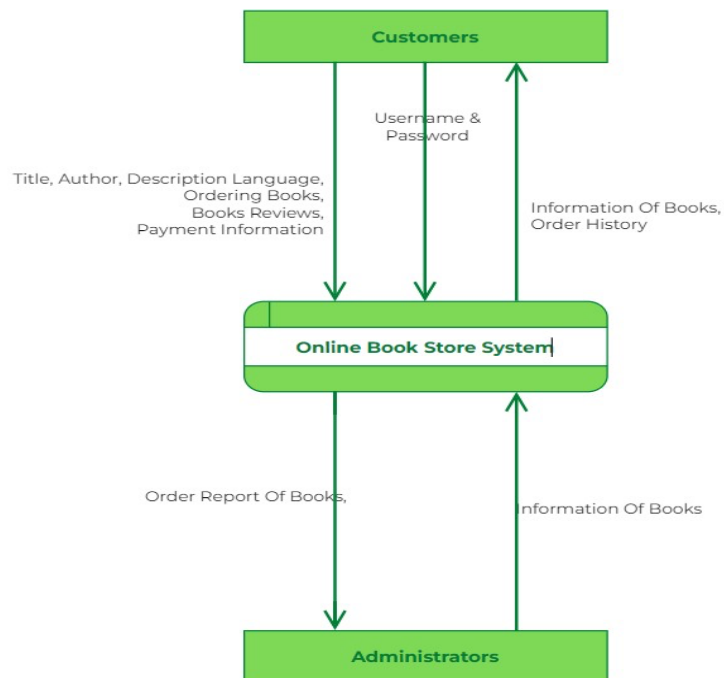 Customers
Username &
Password
Title, Author, Description Language,
Ordering Books,
Books Reviews,
Payment Information
Information Of Books,
Order History
Online Book Store System
Order Report Of Books,
Information Of Books
Administrators